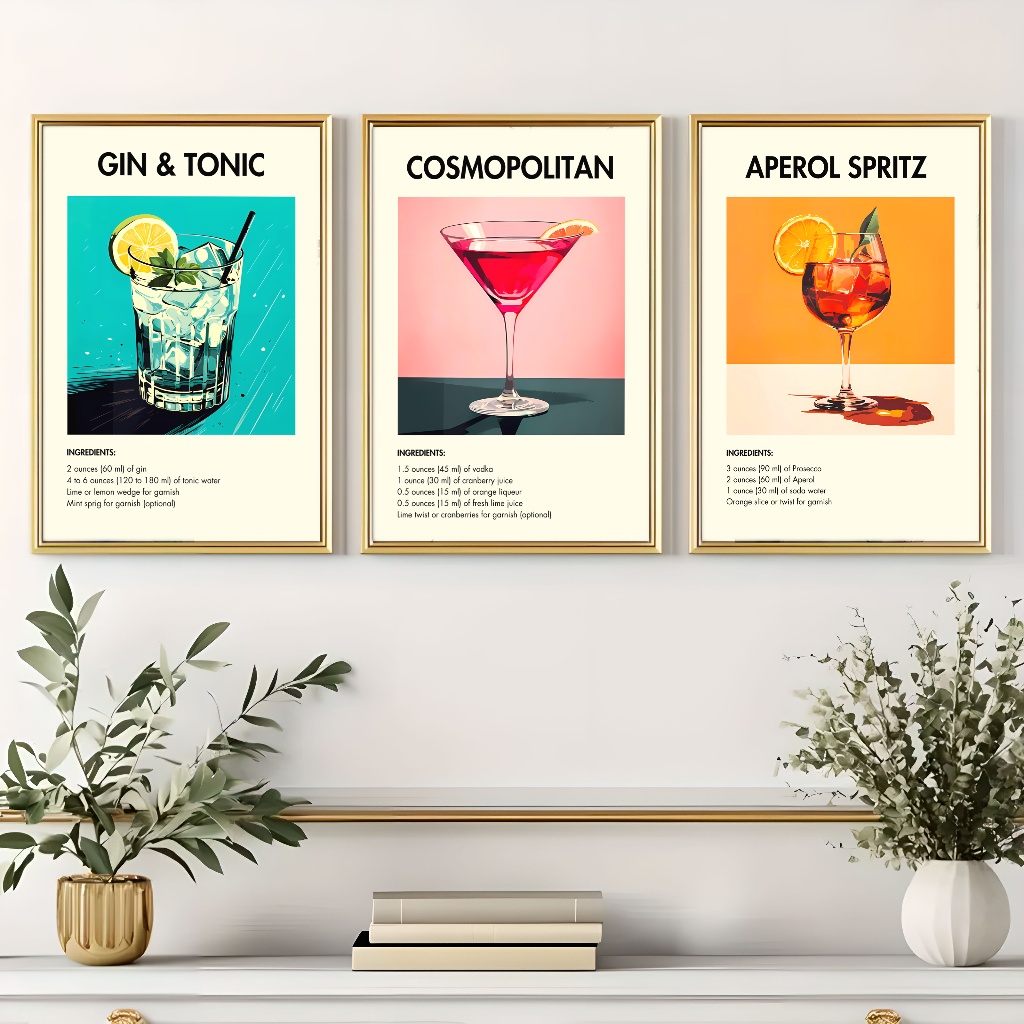 GIN & TONIC
INGREDIENTS:
2 ounces (60 ml) of gin
4 to 6 ounces (120 to 180 ml) of tonic water
Lime or lemon wedge for garnish
Mint sprig for garnish (optional)
COSMOPOLITAN
INGREDIENTS:
1.5 ounces (45 ml) of vodka
1 ounce (30 ml) of cranberry juice
0.5 ounces (15 ml) of orange liqueur
0.5 ounces (15 ml) of fresh lime juice
Lime twist or cranberries for garnish (optional)
APEROL SPRITZ
INGREDIENTS:
3 ounces (90 ml) of Prosecco
2 ounces (60 ml) of Aperol
1 ounce (30 ml) of soda water
Orange slice or twist for garnish